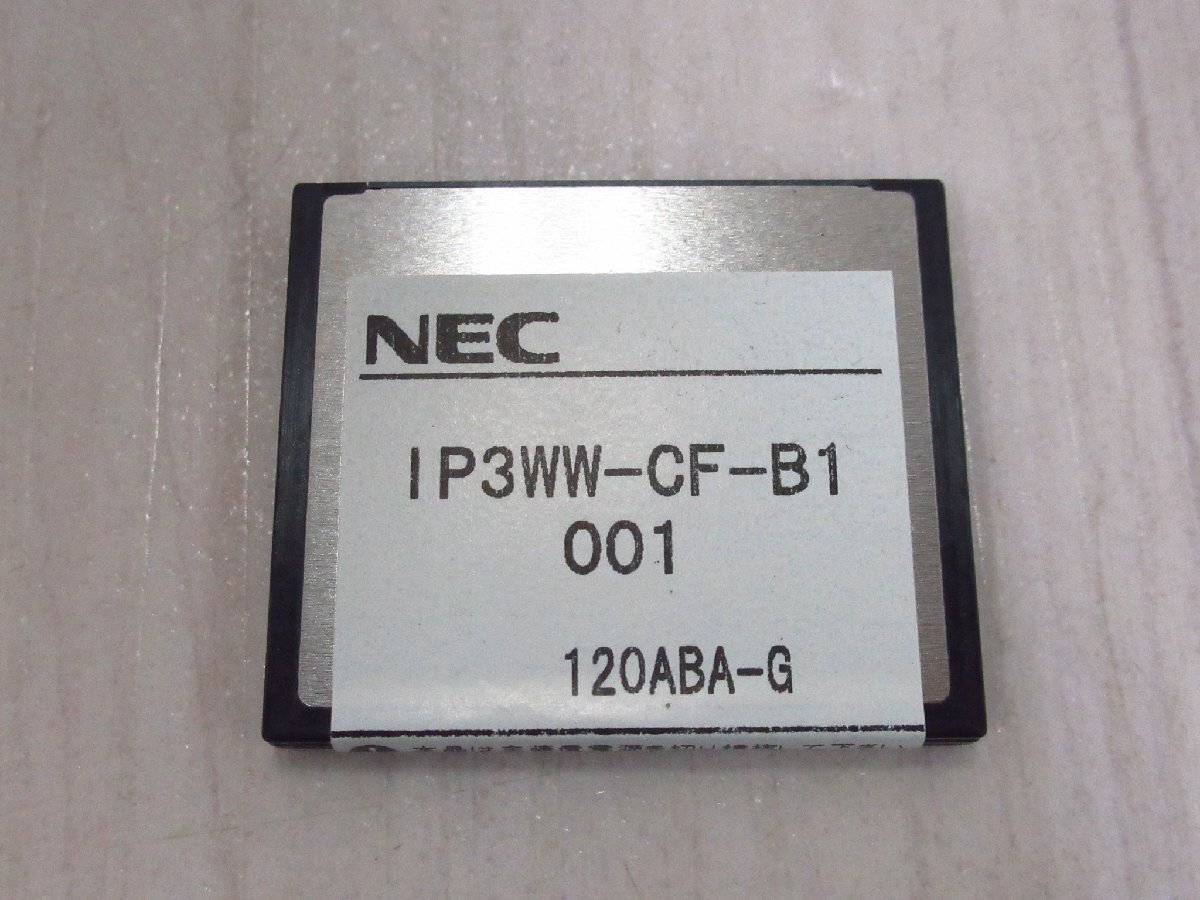 NEC
IP3WW-CF-B1
001
120ABA-G